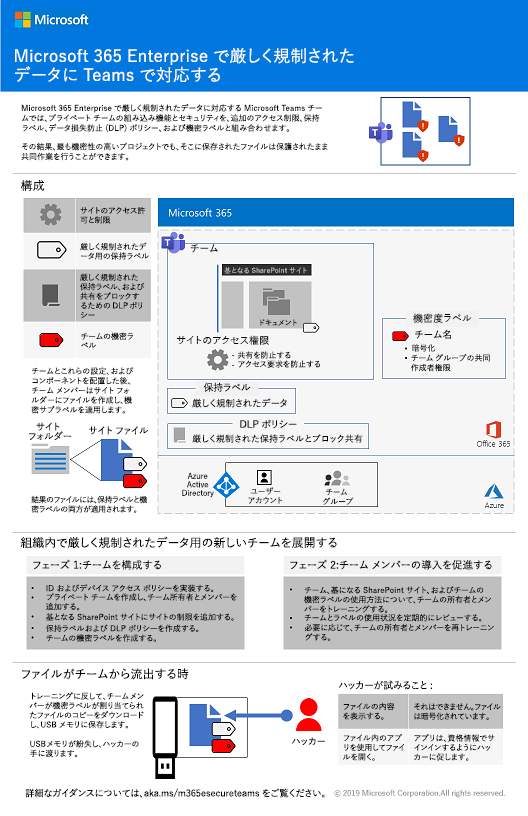 Microsoft
Microsoft 365 Enterprise で厳しく規制された
データに Teams で対応する
Microsoft 365 Enterprise で厳しく規制されたデータに対応する Microsoft Teams チー
ムでは、プライベート チームの組み込み機能とセキュリティを、追加のアクセス制限、保持
ラベル、データ損失防止 (DLP) ポリシー、および機密ラベルと組み合わせます。
その結果、最も機密性の高いプロジェクトでも、そこに保存されたファイルは保護されたまま
共同作業を行うことができます。
構成
サイトのアクセス許
可と制限
厳しく規制されたデ
ータ用の保持ラベル
厳しく規制された
保持ラベル、および
共有をブロックす
るための DLP ポリ
シー
チームの機密ラ
ベル
チームとこれらの設定、および
コンポーネントを配置した後、
チーム メンバーはサイト フォ
ルダーにファイルを作成し、機
密サブラベルを適用します。
サイト
フォルダー
サイト ファイル
結果のファイルには、保持ラベルと機
密ラベルの両方が適用されます。
Microsoft 365
チーム
基となる SharePoint サイト
ドキュメント
サイトのアクセス権限
- 共有を防止する
- アクセス要求を防止する
機密度ラベル
チーム名
• 暗号化
• チーム グループの共同
作成者権限
保持ラベル
厳しく規制されたデータ
DLP ポリシー
厳しく規制された保持ラベルとブロック共有
Office 365
Azure
Active
Directory
ユーザー
アカウント
チーム
グループ
Azure
組織内で厳しく規制されたデータ用の新しいチームを展開する
フェーズ 1:チームを構成する
• ID およびデバイス アクセス ポリシーを実装する。
• プライベート チームを作成し、チーム所有者とメンバーを
追加する。
• 基となる SharePoint サイトにサイトの制限を追加する。
• 保持ラベルおよび DLP ポリシーを作成する。
• チームの機密ラベルを作成する。
フェーズ 2:チーム メンバーの導入を促進する
• チーム、基になる SharePoint サイト、およびチームの
機密ラベルの使用方法について、チームの所有者とメン
バーをトレーニングする。
• チームとラベルの使用状況を定期的にレビューする。
• 必要に応じて、チームの所有者とメンバーを再トレーニン
グする。
ファイルがチームから流出する時
トレーニングに反して、チームメン
バーが機密ラベルが割り当てられ
たファイルのコピーをダウンロード
し、USB メモリに保存します。
USBメモリが紛失し、ハッカーの
手に渡ります。
ハッカー
ハッカーが試みること :
ファイルの内容
を表示する。
それはできません。ファイル
は暗号化されています。
ファイル内のアプ
リを使用してファイ
ルを開く。
アプリは、資格情報でサ
インインするようにハッ
カーに促します。
詳細なガイダンスについては、aka.ms/m365esecureteams をご覧ください。 © 2019 Microsoft Corporation.All rights reserved.